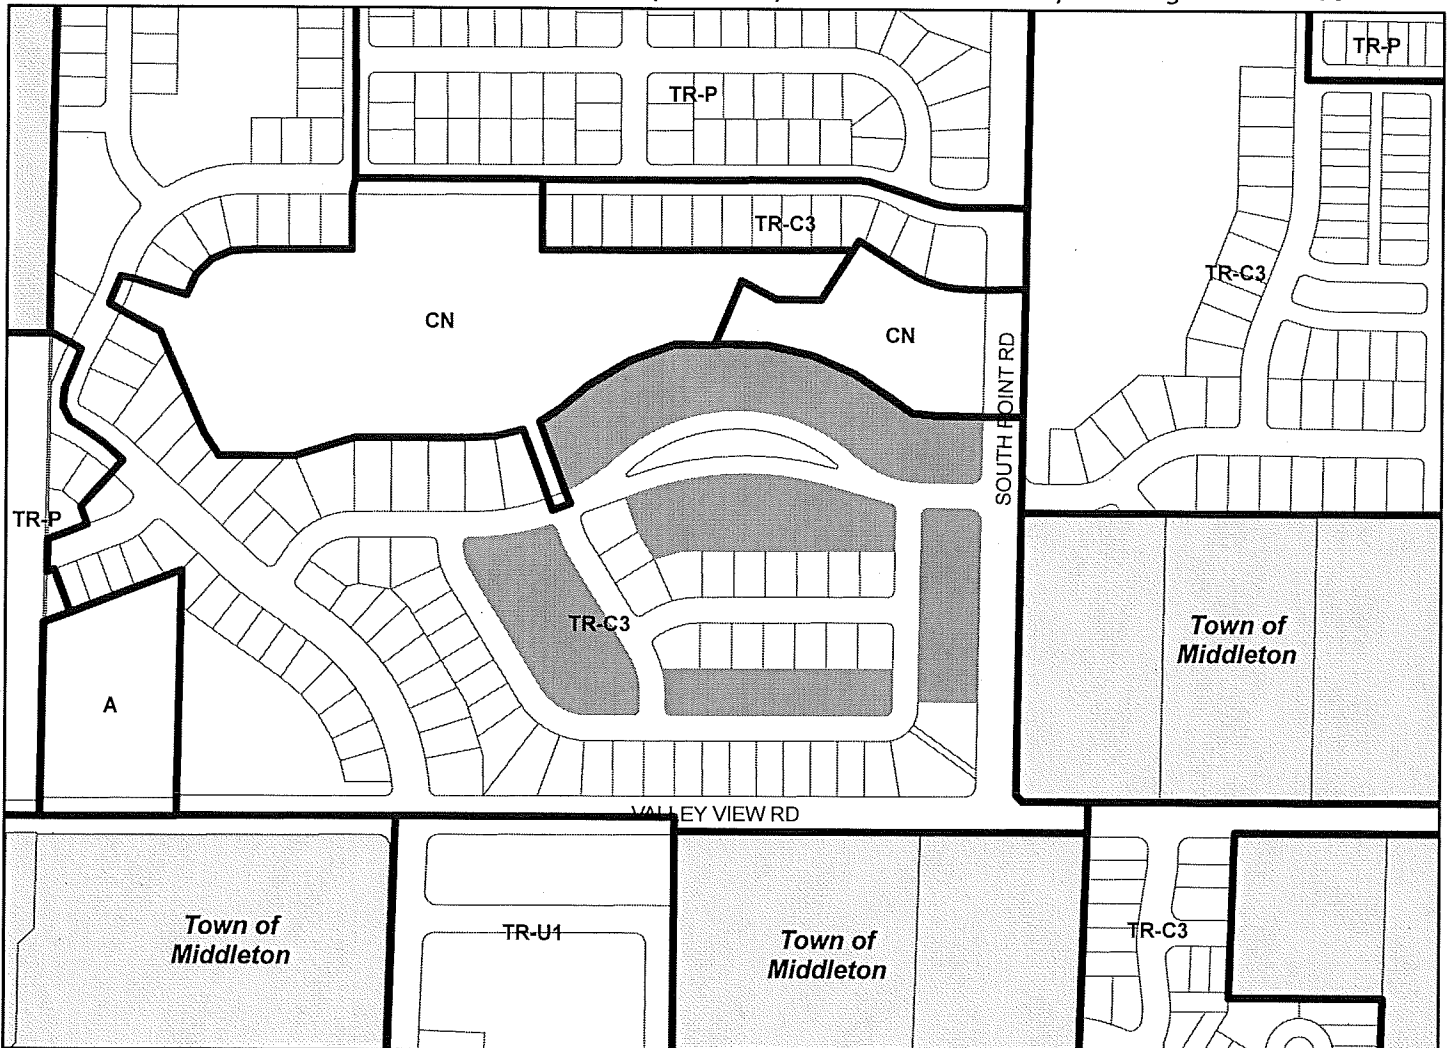 TR-P
TR-P
TR-C3
TR-C3
CN
CN
SOUTH POINT RD
TR-P
TR-C3
Town of
Middleton
A
VALLEY VIEW RD
Town of
Middleton
TR-U1
Town of
Middleton
TR-C3